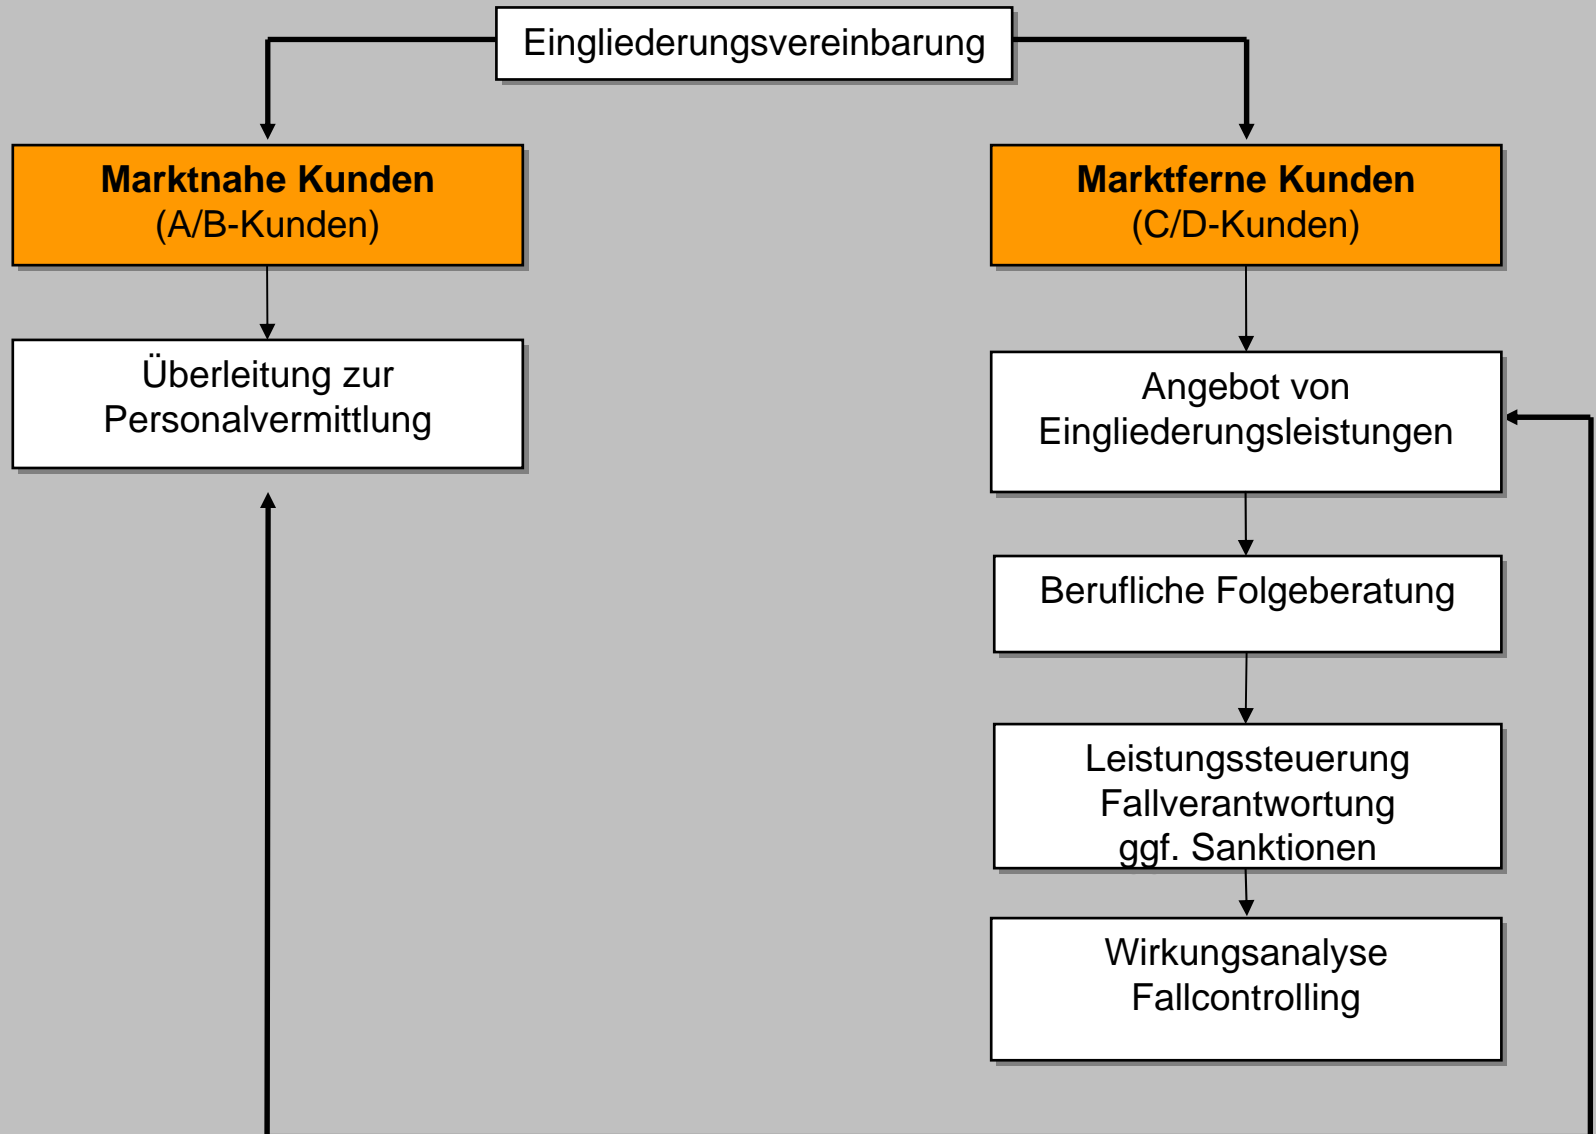 Eingliederungsvereinbarung
Marktnahe Kunden
(A/B-Kunden)
Überleitung zur
Personalvermittlung
Marktferne Kunden
(C/D-Kunden)
Angebot von
Eingliederungsleistungen
Berufliche Folgeberatung
Leistungssteuerung
Fallverantwortung
ggf. Sanktionen
Wirkungsanalyse
Fallcontrolling